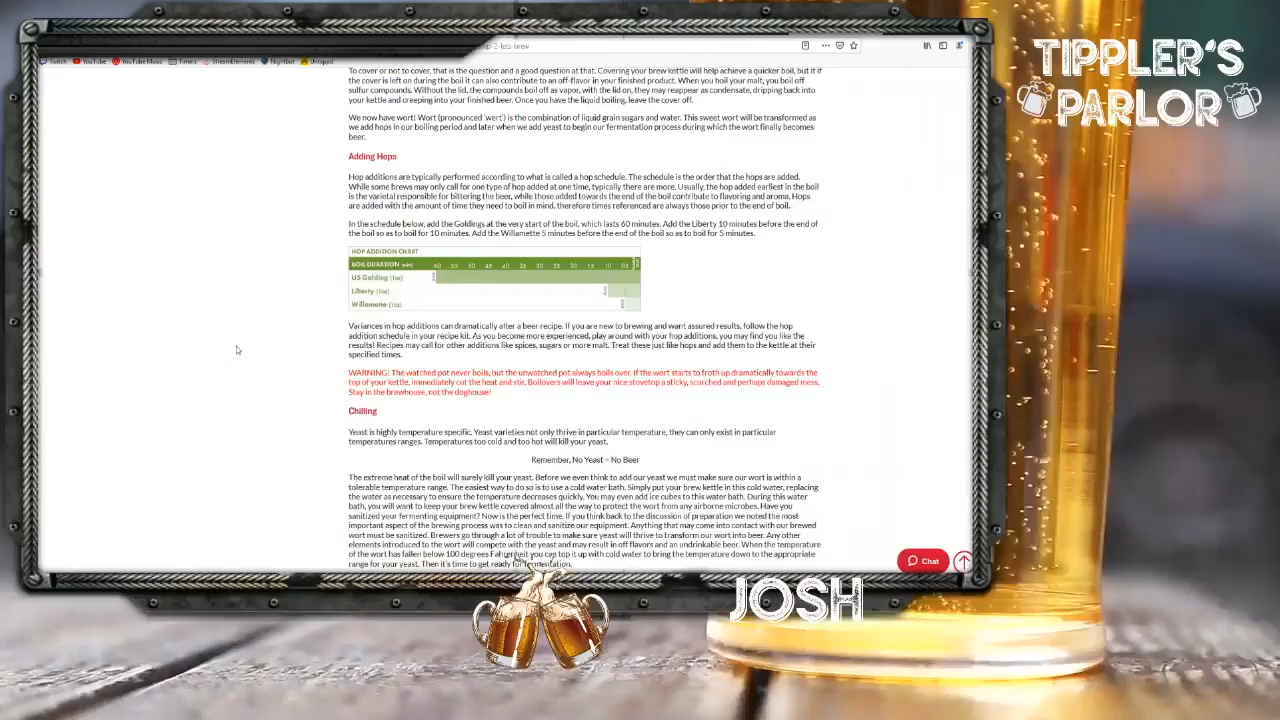 TIPPLER'S
PARLOR
ep-2-lets-brew
Twitch YouTube YouTube Music Timers StreamElements Nightbot Untappd
To cover or not to cover, that is the question and a good question at that. Covering your brew kettle will help achieve a quicker boil, but it if
the cover is left on during the boil it can also contribute to an off-flavor in your finished product. When you boil your malt, you boil off
sulfur compounds. Without the lid, the compounds boil off as vapor, with the lid on, they may reappear as condensate, dripping back into
your kettle and creeping into your finished beer. Once you have the liquid boiling, leave the cover off.
We now have wort! Wort (pronounced 'wert') is the combination of liquid grain sugars and water. This sweet wort will be transformed as
we add hops in our boiling period and later when we add yeast to begin our fermentation process during which the wort finally becomes
beer.
Adding Hops
Hop additions are typically performed according to what is called a hop schedule. The schedule is the order that the hops are added.
While some brews may only call for one type of hop added at one time, typically there are more. Usually, the hop added earliest in the boil
is the varietal responsible for bittering the beer, while those added towards the end of the boil contribute to flavoring and aroma. Hops
are added with the amount of time they need to boil in mind, therefore times referenced are always those prior to the end of boil.
In the schedule below, add the Goldings at the very start of the boil, which lasts 60 minutes. Add the Liberty 10 minutes before the end of
the boil so as to boil for 10 minutes. Add the Willamette 5 minutes before the end of the boil so as to boil for 5 minutes.
HOP ADDITION CHART
BOIL DURATION (min) 60 55 50 45 40 35 30 25 20 15 10 05
US Golding (1oz)
Liberty (1oz)
Willamette (1oz)
Variances in hop additions can dramatically alter a beer recipe. If you are new to brewing and want assured results, follow the hop
addition schedule in your recipe kit. As you become more experienced, play around with your hop additions, you may find you like the
results! Recipes may call for other additions like spices, sugars or more malt. Treat these just like hops and add them to the kettle at their
specified times.
WARNING! The watched pot never boils, but the unwatched pot always boils over. If the wort starts to froth up dramatically towards the
top of your kettle, immediately cut the heat and stir. Boilovers will leave your nice stovetop a sticky, scorched and perhaps damaged mess.
Stay in the brewhouse, not the doghouse!
Chilling
Yeast is highly temperature specific. Yeast varieties not only thrive in particular temperature, they can only exist in particular
temperatures ranges. Temperatures too cold and too hot will kill your yeast.
Remember, No Yeast = No Beer
The extreme heat of the boil will surely kill your yeast. Before we even think to add our yeast we must make sure our wort is within a
tolerable temperature range. The easiest way to do so is to use a cold water bath. Simply put your brew kettle in this cold water, replacing
the water as necessary to ensure the temperature decreases quickly. You may even add ice cubes to this water bath. During this water
bath, you will want to keep your brew kettle covered almost all the way to protect the wort from any airborne microbes. Have you
sanitized your fermenting equipment? Now is the perfect time. If you think back to the discussion of preparation we noted the most
important aspect of the brewing process was to clean and sanitize our equipment. Anything that may come into contact with our brewed
wort must be sanitized. Brewers go through a lot of trouble to make sure yeast will thrive to transform our wort into beer. Any other
elements introduced to the wort will compete with the yeast and may result in off flavors and an undrinkable beer. When the temperature
of the wort has fallen below 100 degrees Fahrenheit you can top it up with cold water to bring the temperature down to the appropriate
range for your yeast. Then it's time to get ready for fermentation.
Chat
JOSH